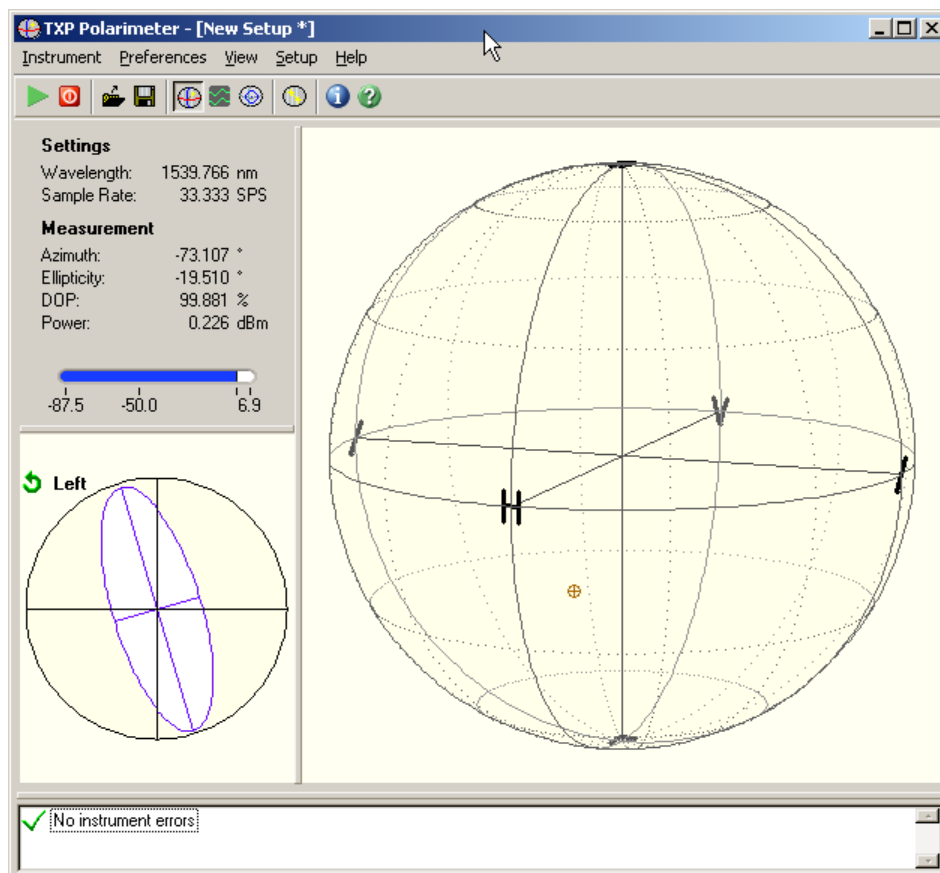 TXP Polarimeter - [New Setup *]
Instrument Preferences View Setup Help
Settings
Wavelength: 1539.766 nm
Sample Rate: 33.333 SPS
Measurement
Azimuth: -73.107 °
Ellipticity: -19.510 °
DOP: 99.881 %
Power: 0.226 dBm
-87.5 -50.0 6.9
Left
V
H
No instrument errors